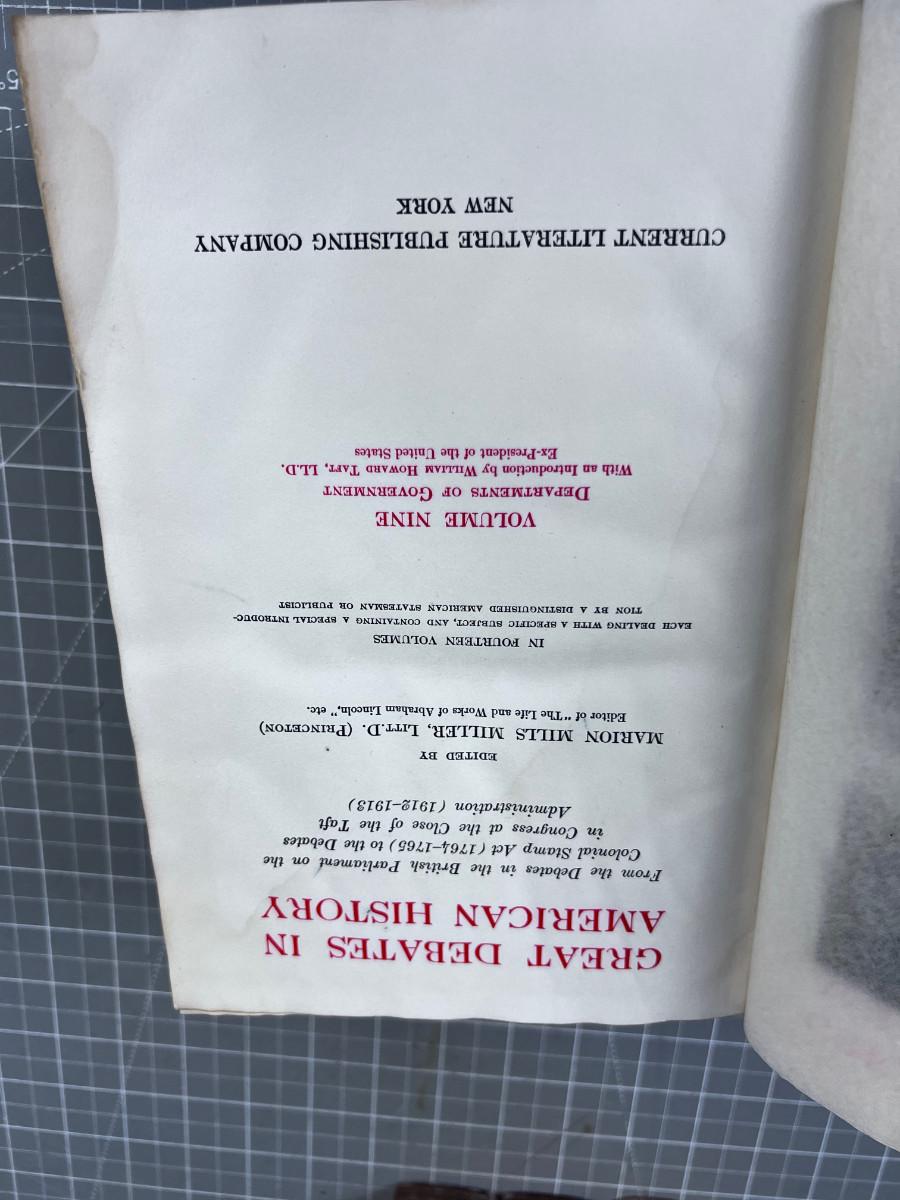 GREAT DEBATES IN
AMERICAN HISTORY
From the Debates in the British Parliament on the
Colonial Stamp Act (1764–1765) to the Debates
in Congress at the Close of the Taft
Administration (1912–1913)
EDITED BY
MARION MILLS MILLER, LITT.D. (PRINCETON)
Editor of "The Life and Works of Abraham Lincoln," etc.
IN FOURTEEN VOLUMES
EACH DEALING WITH A SPECIFIC SUBJECT, AND CONTAINING A SPECIAL INTRODUC-
TION BY A DISTINGUISHED AMERICAN STATESMAN OR PUBLICIST
VOLUME NINE
DEPARTMENTS OF GOVERNMENT
With an Introduction by WILLIAM HOWARD TAFT, LL.D.
Ex-President of the United States
CURRENT LITERATURE PUBLISHING COMPANY
NEW YORK
5°